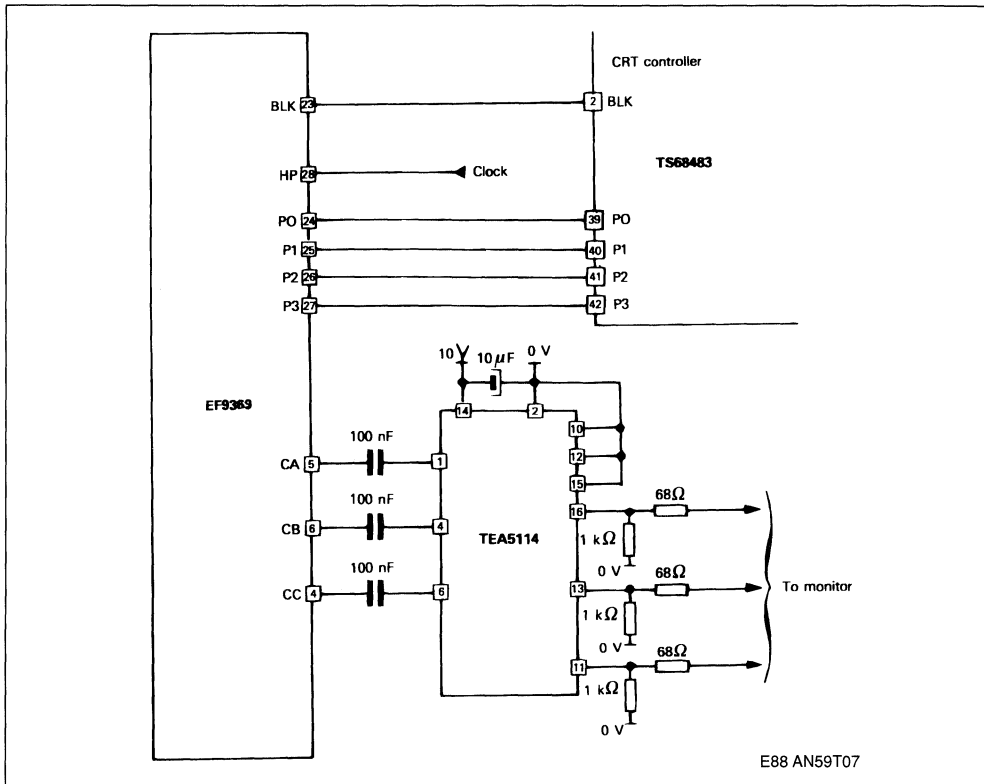 CRT controller
BLK 23 2 BLK
TS68483
HP 28 Clock
PO 24 39 PO
P1 25 40 P1
P2 26 41 P2
P3 27 42 P3
10 V 10 µF 0 V
EF9369
14 2
10
100 nF
12
CA 5 1
15
68Ω
16
100 nF
1 kΩ
CB 6 4
TEA5114
0 V
68Ω
100 nF
13 To monitor
CC 4 6
1 kΩ
0 V
68Ω
11
1 kΩ
0 V
E88 AN59T07